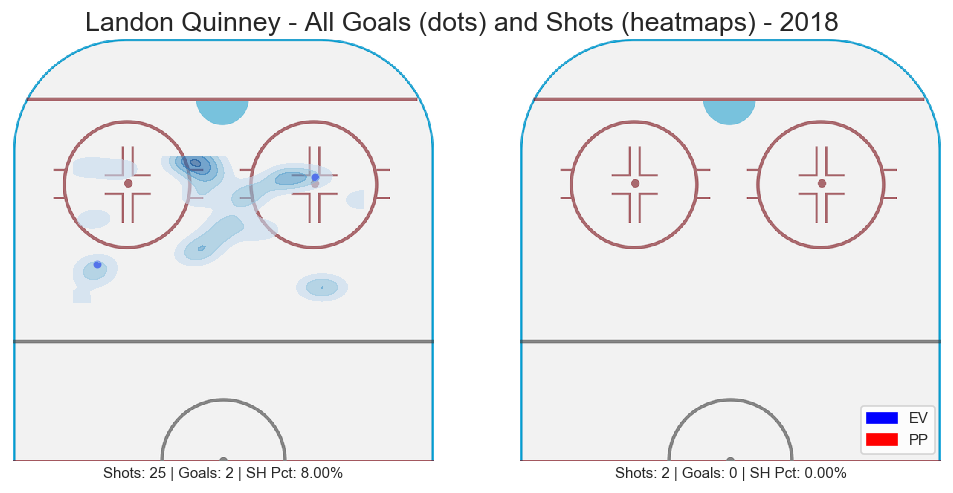 Landon Quinney - All Goals (dots) and Shots (heatmaps) - 2018
EV
PP
Shots: 25 | Goals: 2 | SH Pct: 8.00%
Shots: 2 | Goals: 0 | SH Pct: 0.00%